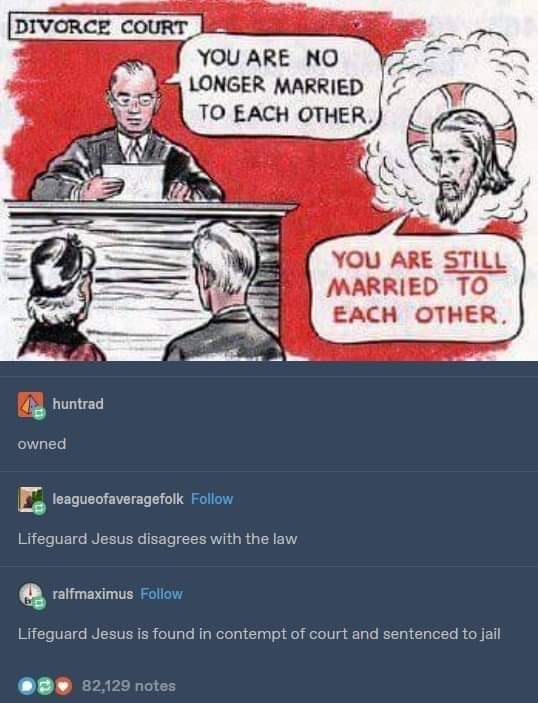 DIVORCE COURT
YOU ARE NO
LONGER MARRIED
TO EACH OTHER.
YOU ARE STILL
MARRIED TO
EACH OTHER.
huntrad
owned
leagueofaveragefolk Follow
Lifeguard Jesus disagrees with the law
ralfmaximus Follow
Lifeguard Jesus is found in contempt of court and sentenced to jail
82,129 notes